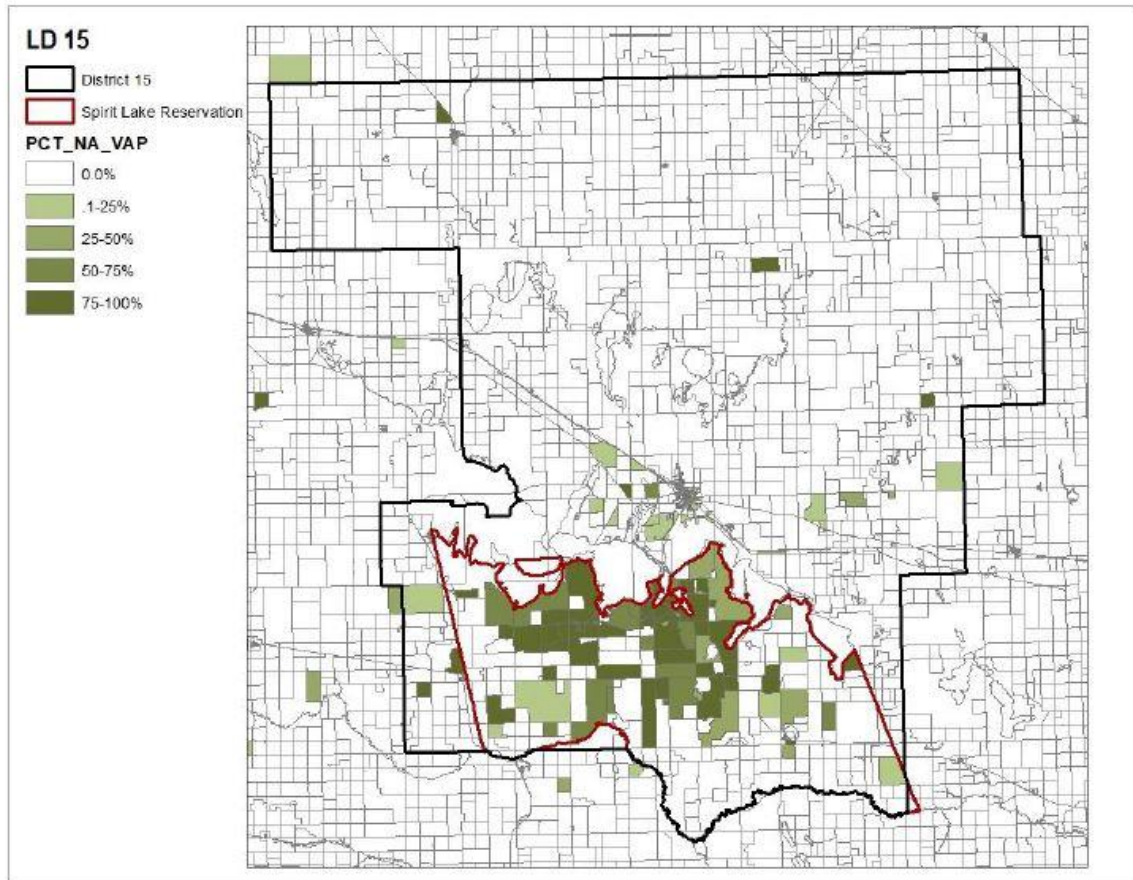 LD 15
District 15
Spirit Lake Reservation
PCT_NA_VAP
0.0%
.1-25%
25-50%
50-75%
75-100%